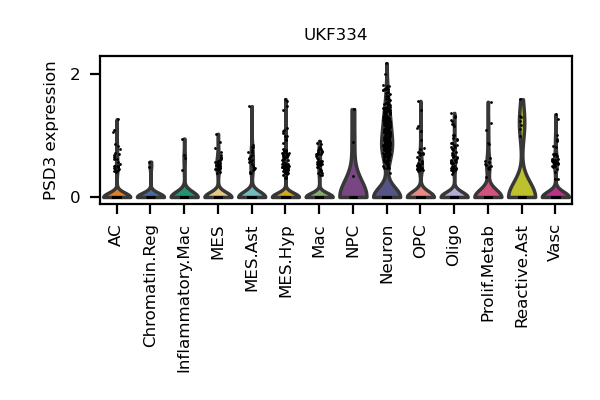 UKF334
PSD3 expression
2
0
AC
Chromatin.Reg
Inflammatory.Mac
MES
MES.Ast
MES.Hyp
Mac
NPC
Neuron
OPC
Oligo
Prolif.Metab
Reactive.Ast
Vasc